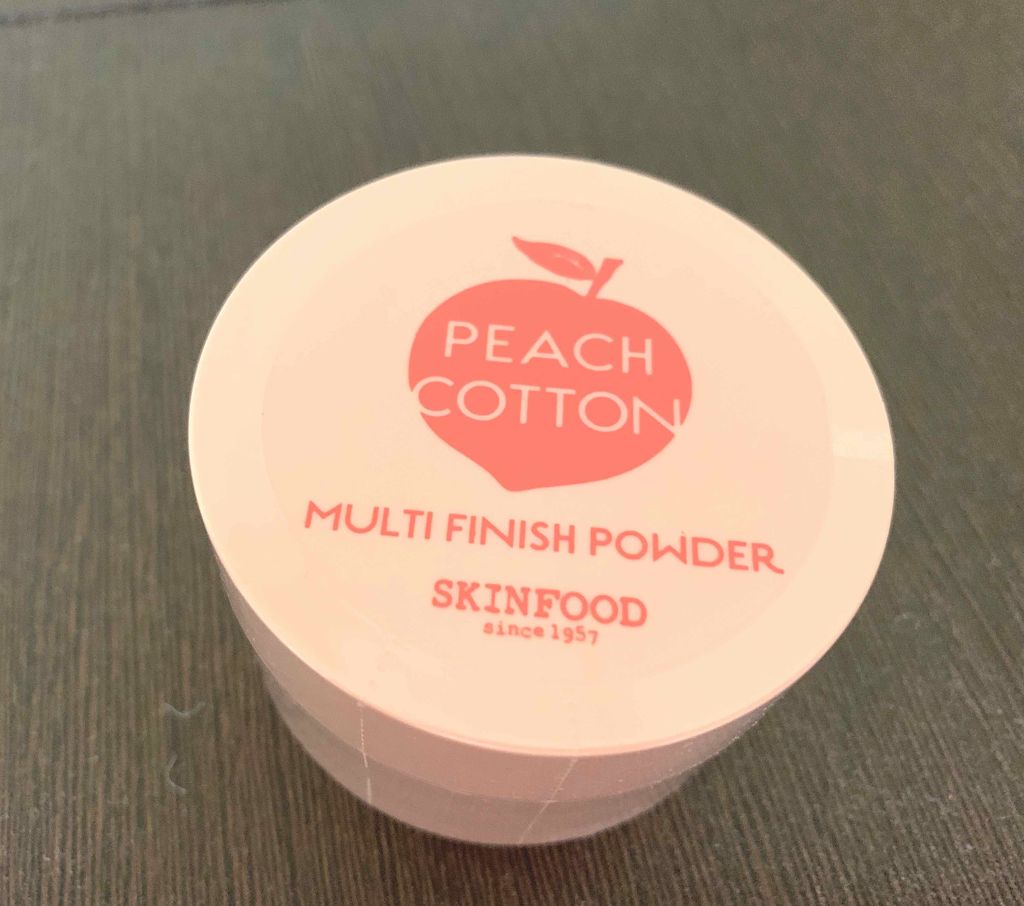 PEACH
COTTON
MULTI FINISH POWDER
SKINFOOD
since 1957